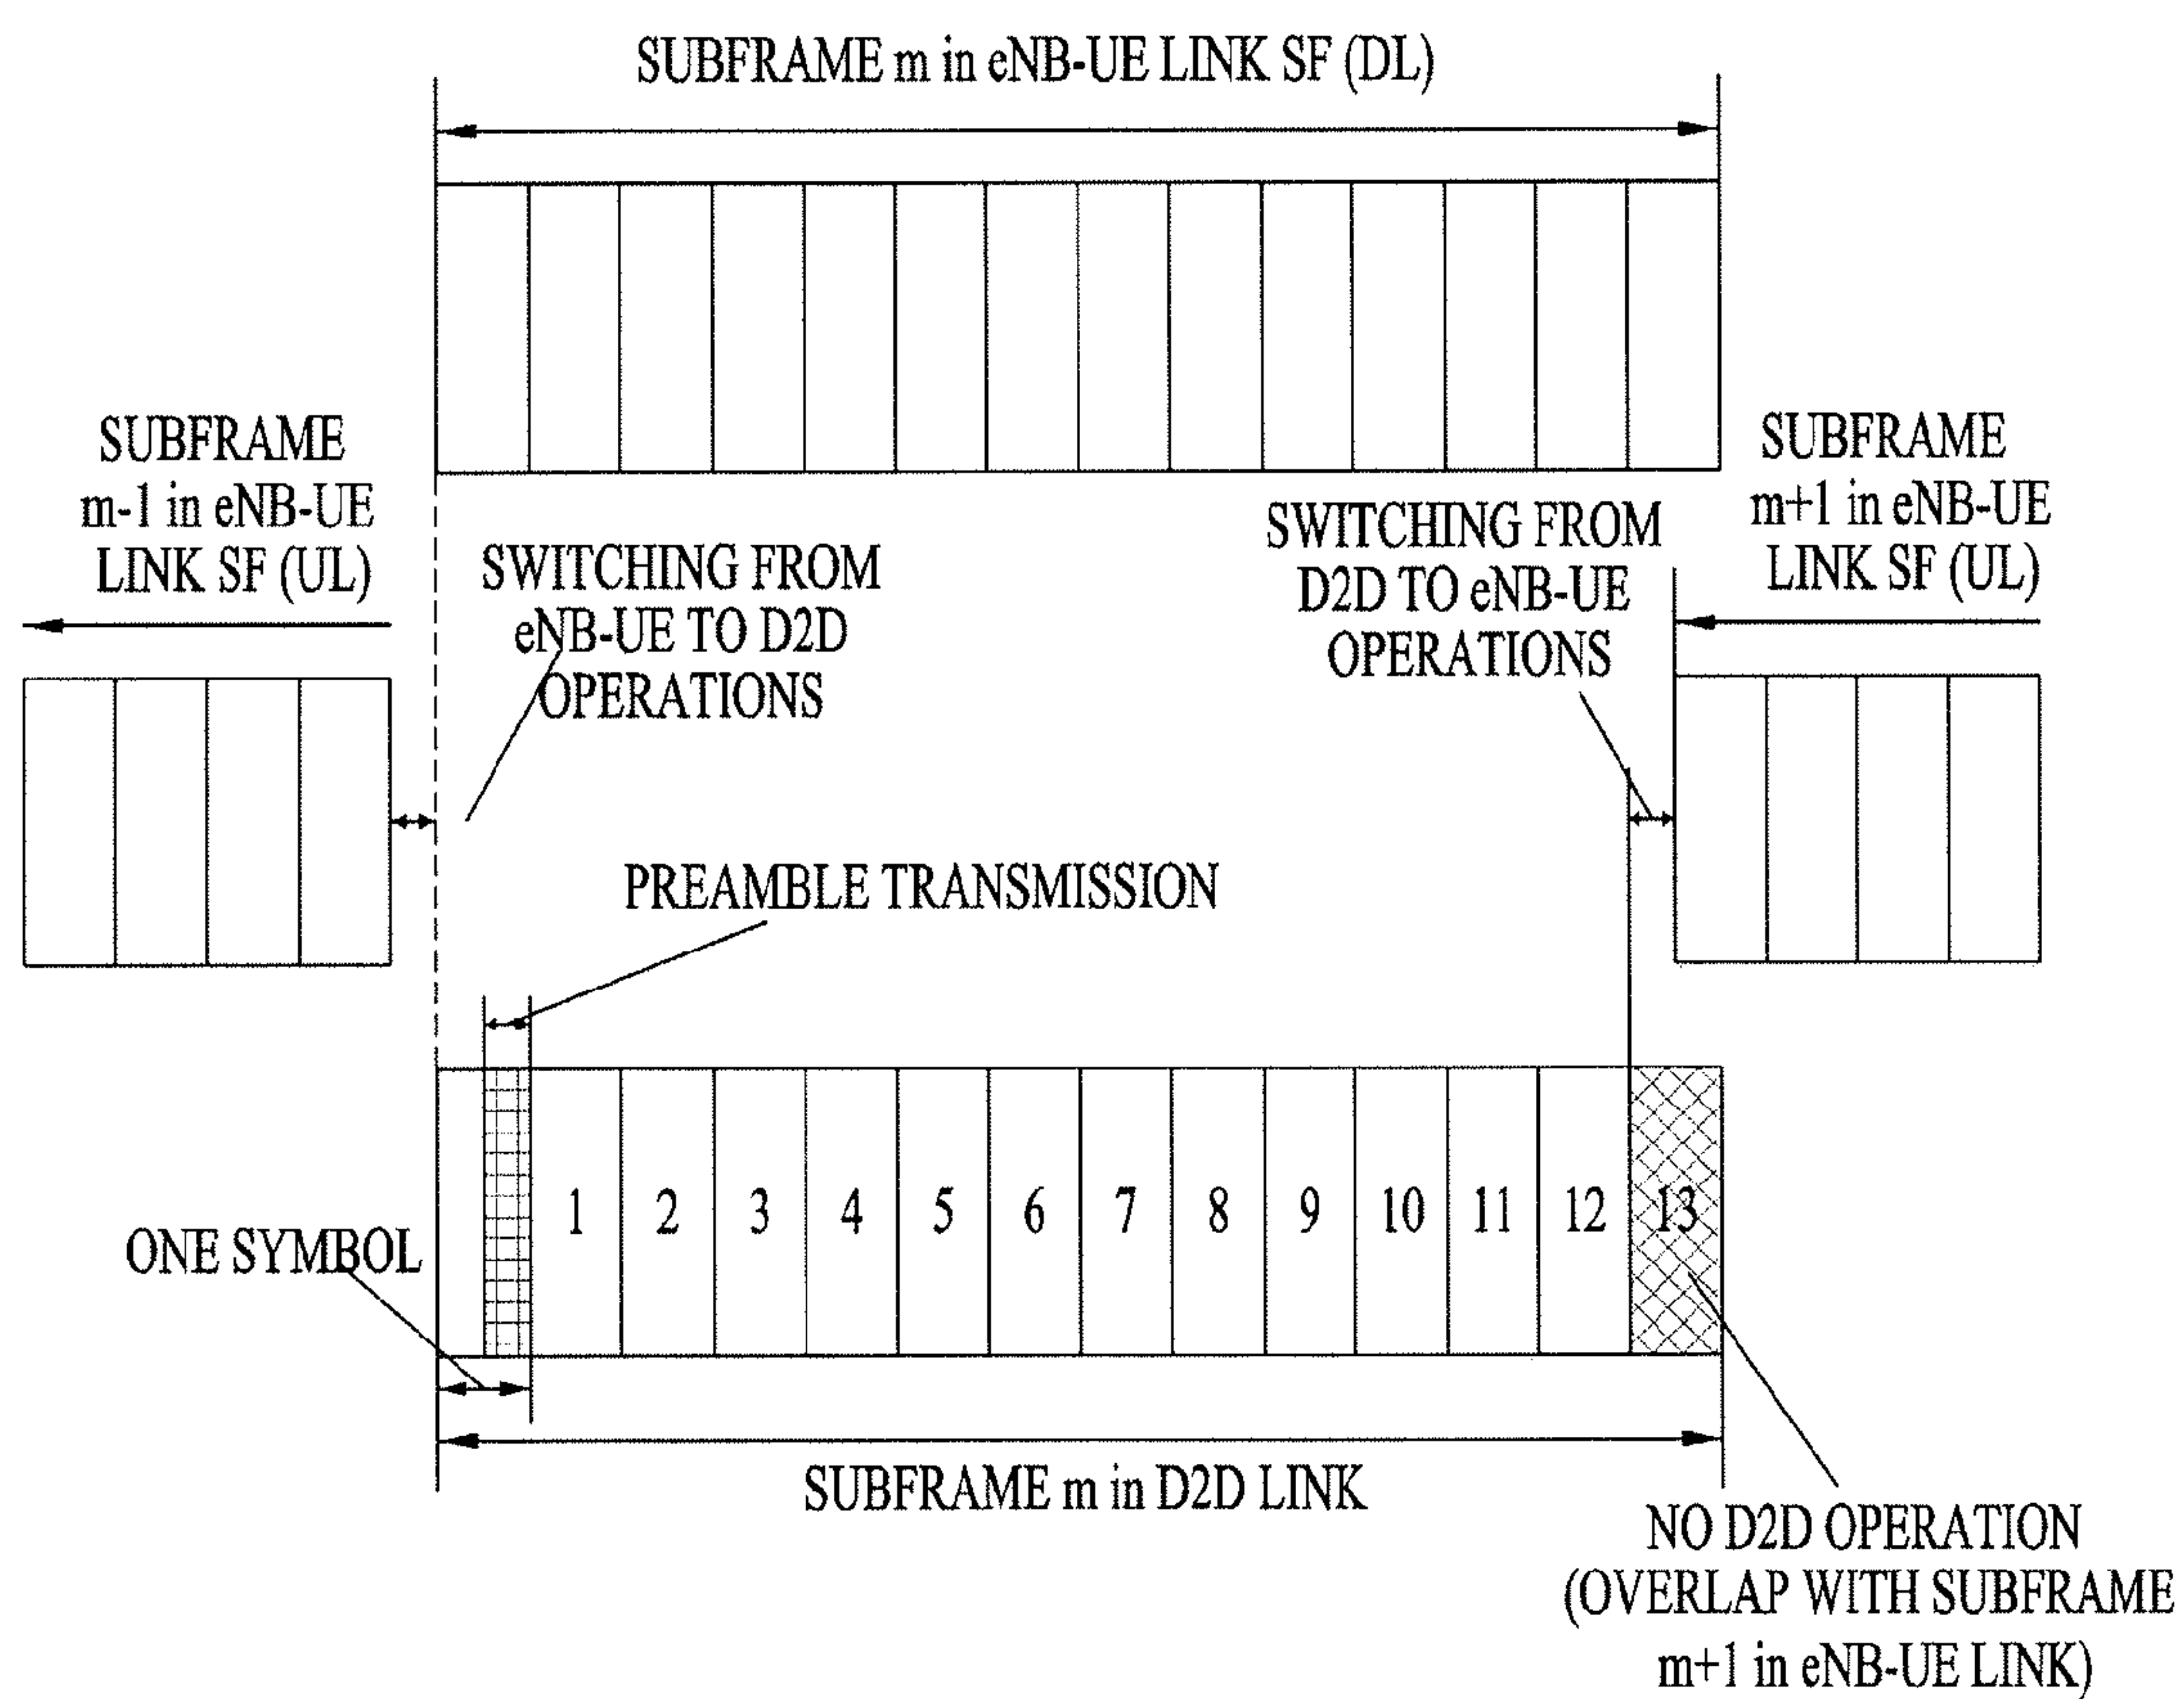 SUBFRAME m in eNB-UE LINK SF (DL)
SUBFRAME
m-1 in eNB-UE
LINK SF (UL)
SWITCHING FROM
eNB-UE TO D2D
OPERATIONS
SWITCHING FROM
D2D TO eNB-UE
OPERATIONS
SUBFRAME
m+1 in eNB-UE
LINK SF (UL)
PREAMBLE TRANSMISSION
1 2 3 4 5 6 7 8 9 10 11 12 13
ONE SYMBOL
SUBFRAME m in D2D LINK
NO D2D OPERATION
(OVERLAP WITH SUBFRAME
m+1 in eNB-UE LINK)